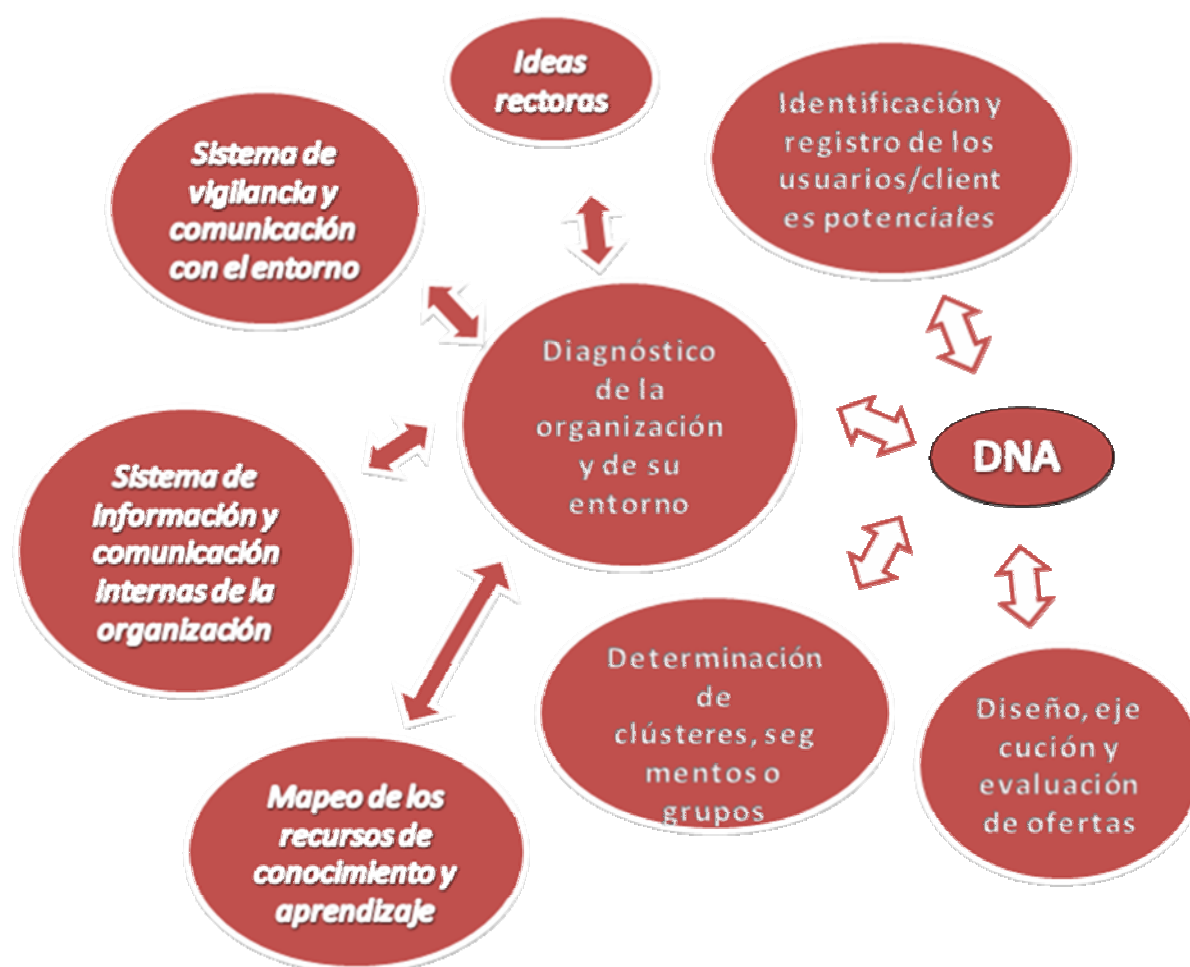 Ideas
rectoras
Identificación y
registro de los
usuarios/client
es potenciales
Sistema de
vigilancia y
comunicación
con el entorno
Diagnóstico
de la
organización
y de su
entorno
DNA
Sistema de
información y
comunicación
internas de la
organización
Determinación
de
clústeres, seg
mentos o
grupos
Diseño, eje
cución y
evaluación
de ofertas
Mapeo de los
recursos de
conocimiento y
aprendizaje